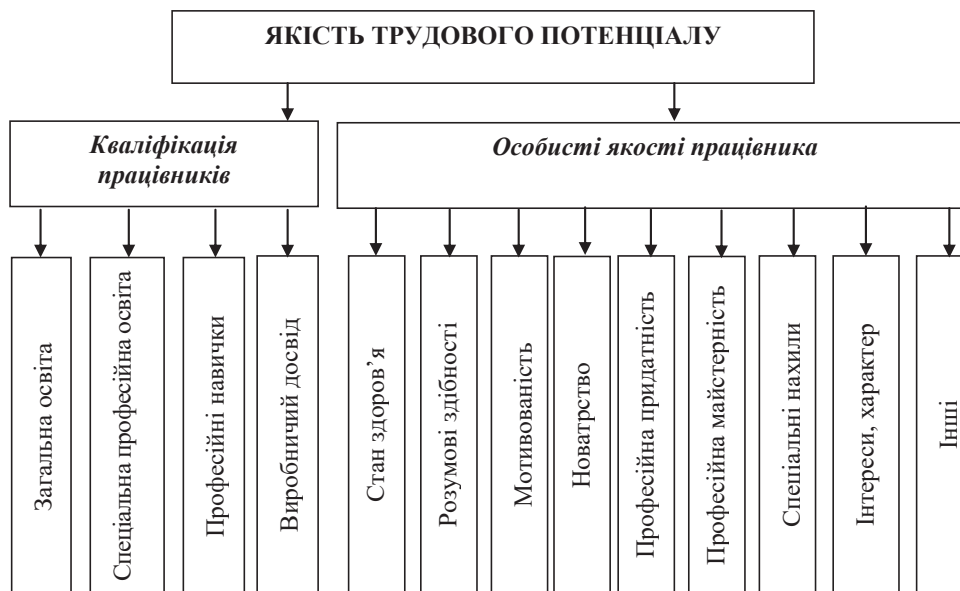 ЯКІСТЬ ТРУДОВОГО ПОТЕНЦІАЛУ
Кваліфікація
працівників
Особисті якості працівника
Загальна освіта
Спеціальна професійна освіта
Професійні навички
Виробничий досвід
Стан здоров’я
Розумові здібності
Мотивованість
Новатрство
Професійна придатність
Професійна майстерність
Спеціальні нахили
Інтереси, характер
Інші